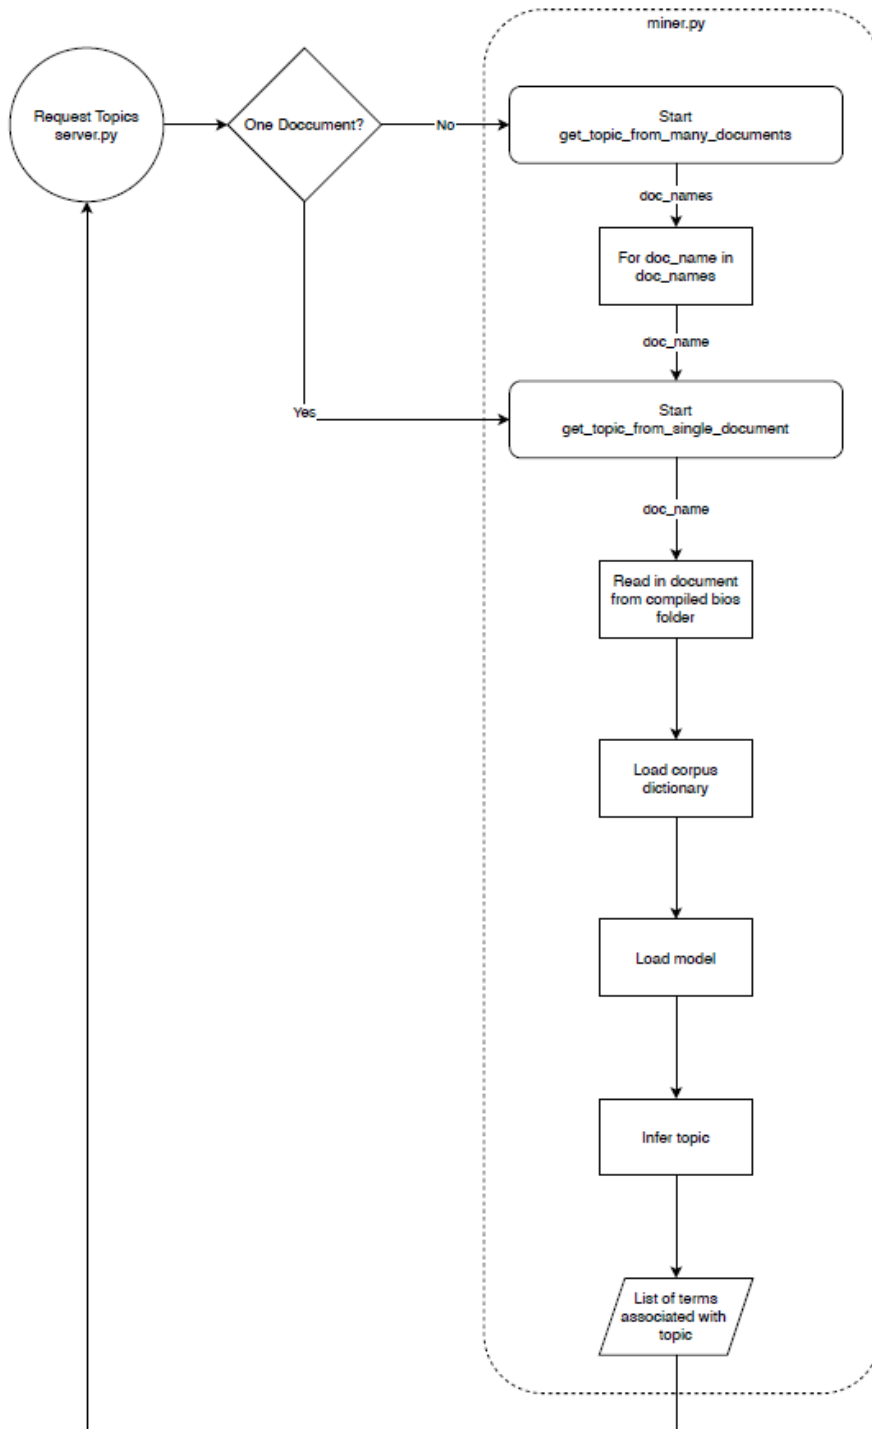 miner.py
Request Topics
server.py
One Doccument?
No
Start
get_topic_from_many_documents
doc_names
For doc_name in
doc_names
doc_name
Yes
Start
get_topic_from_single_document
doc_name
Read in document
from compiled bios
folder
Load corpus
dictionary
Load model
Infer topic
List of terms
associated with
topic